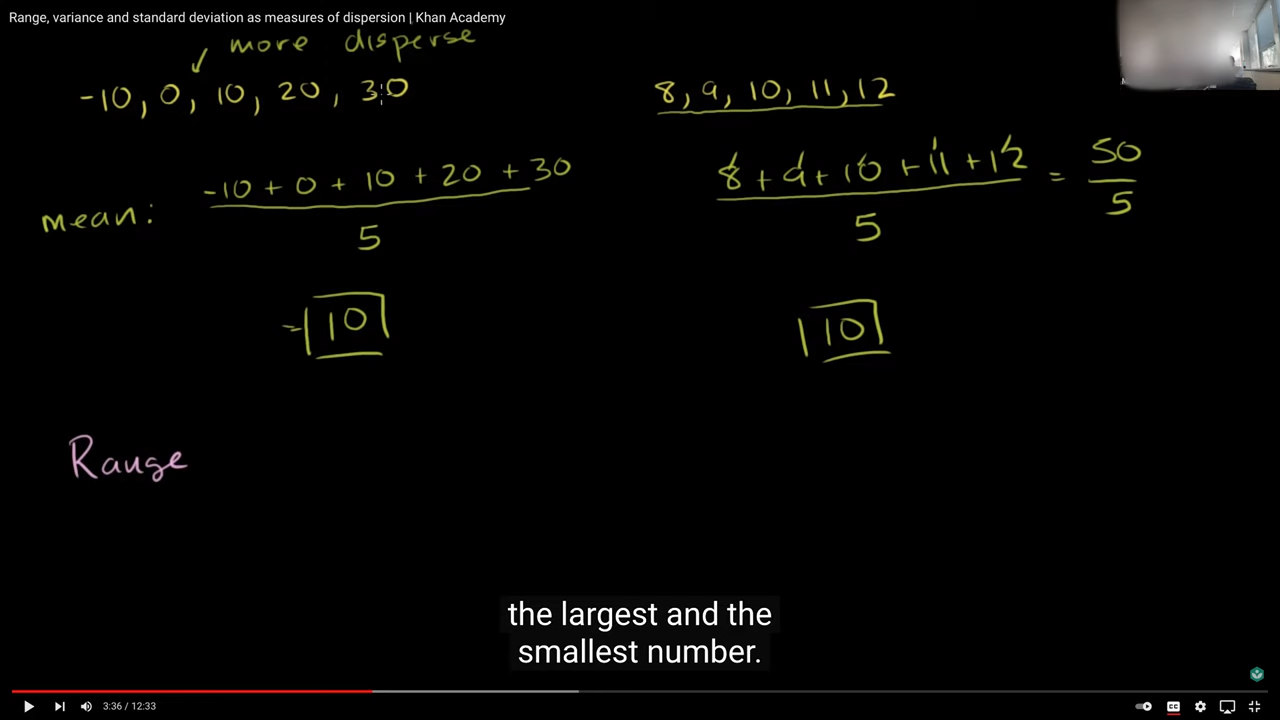 Range, variance and standard deviation as measures of dispersion | Khan Academy
more disperse
-10, 0, 10, 20, 30
8, 9, 10, 11, 12
mean:
-10 + 0 + 10 + 20 + 30
5
8 + 9 + 10 + 11 + 12
5
=
50
5
= 10
10
Range
the largest and the
smallest number.
3:36 / 12:33
CC